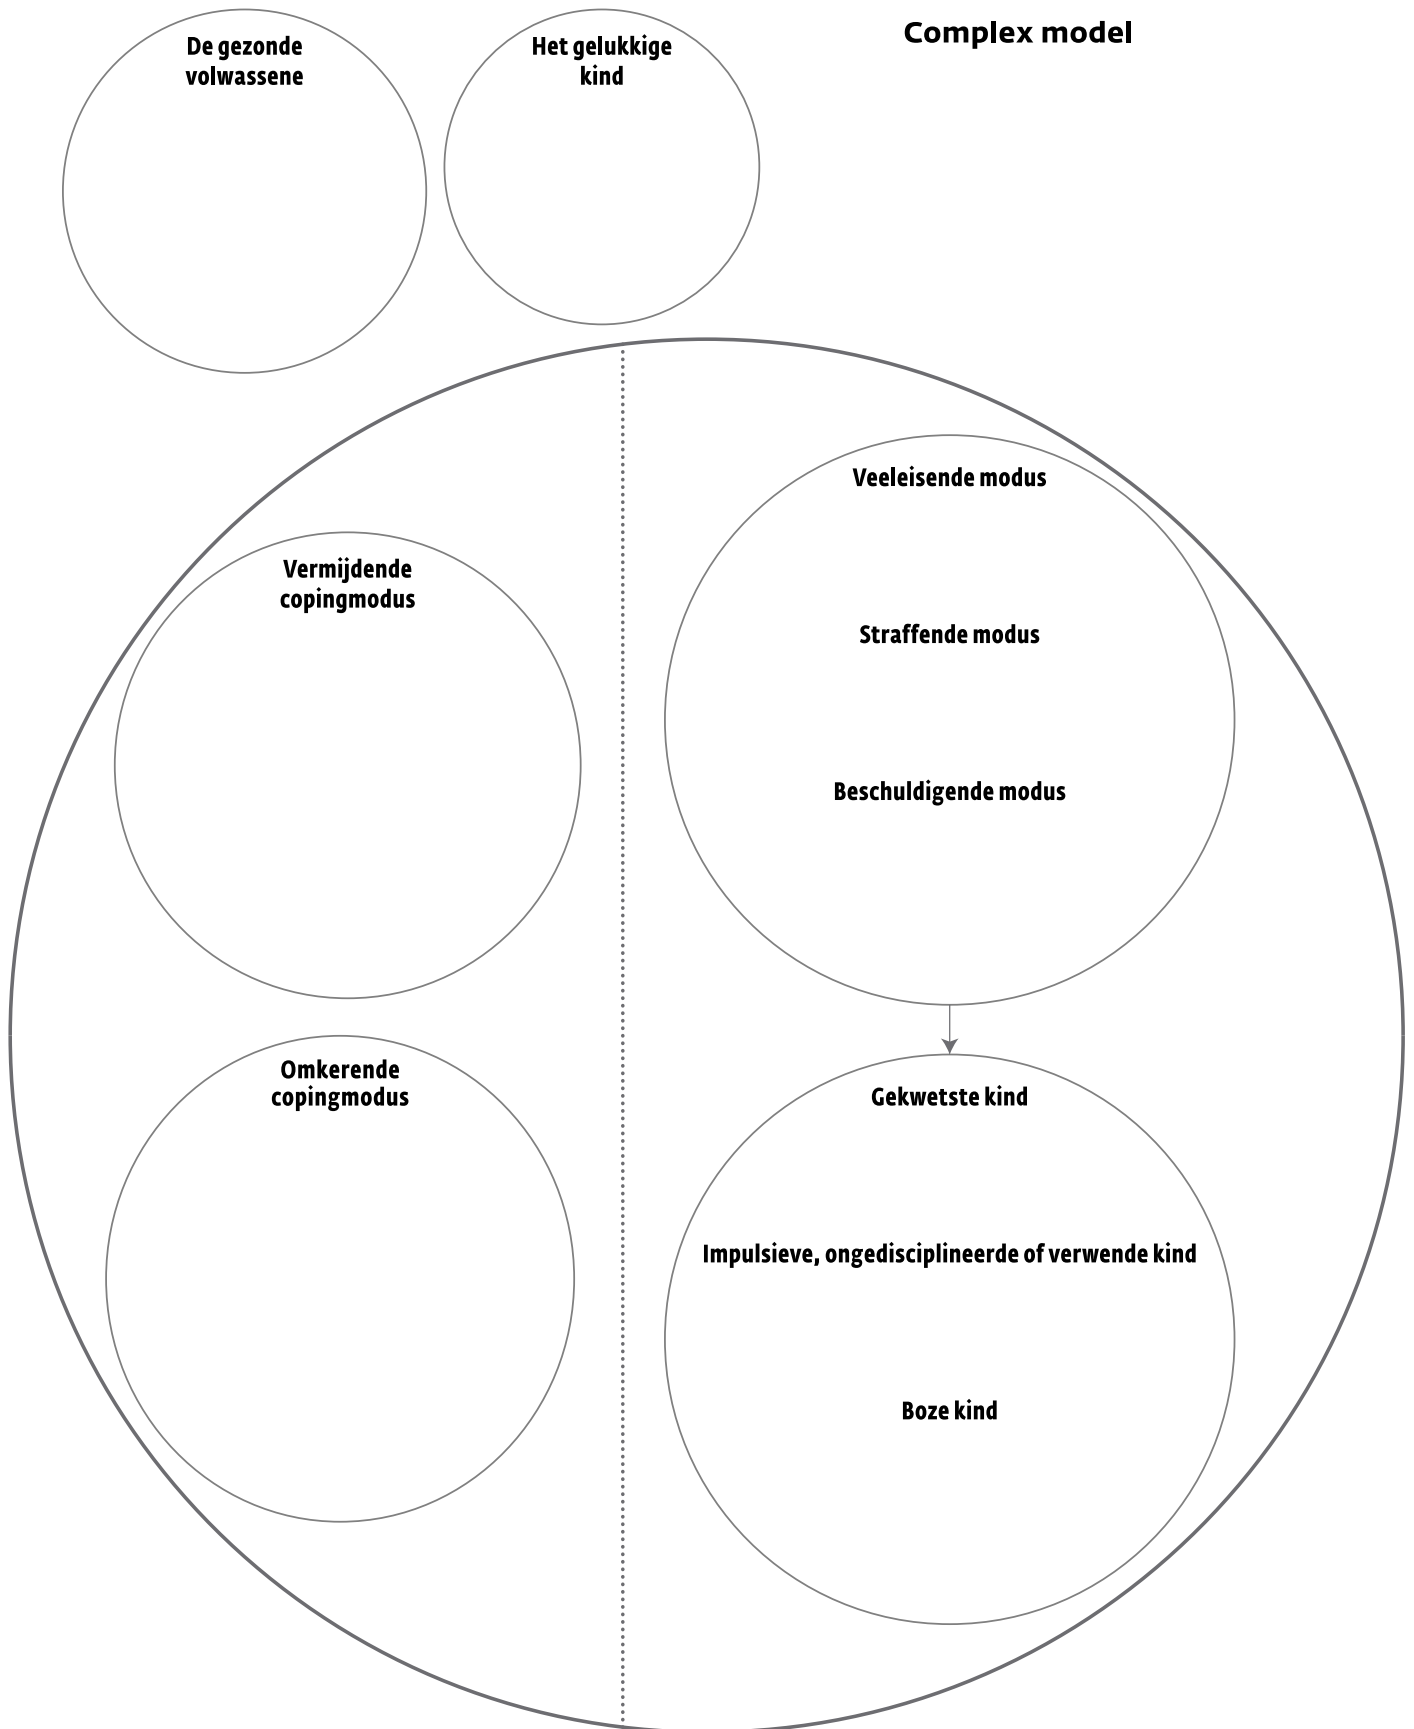 De gezonde
volwassene
Het gelukkige
kind
Complex model
Veeleisende modus
Straffende modus
Beschuldigende modus
Vermijdende
copingmodus
Omkerende
copingmodus
Gekwetste kind
Impulsieve, ongedisciplineerde of verwende kind
Boze kind